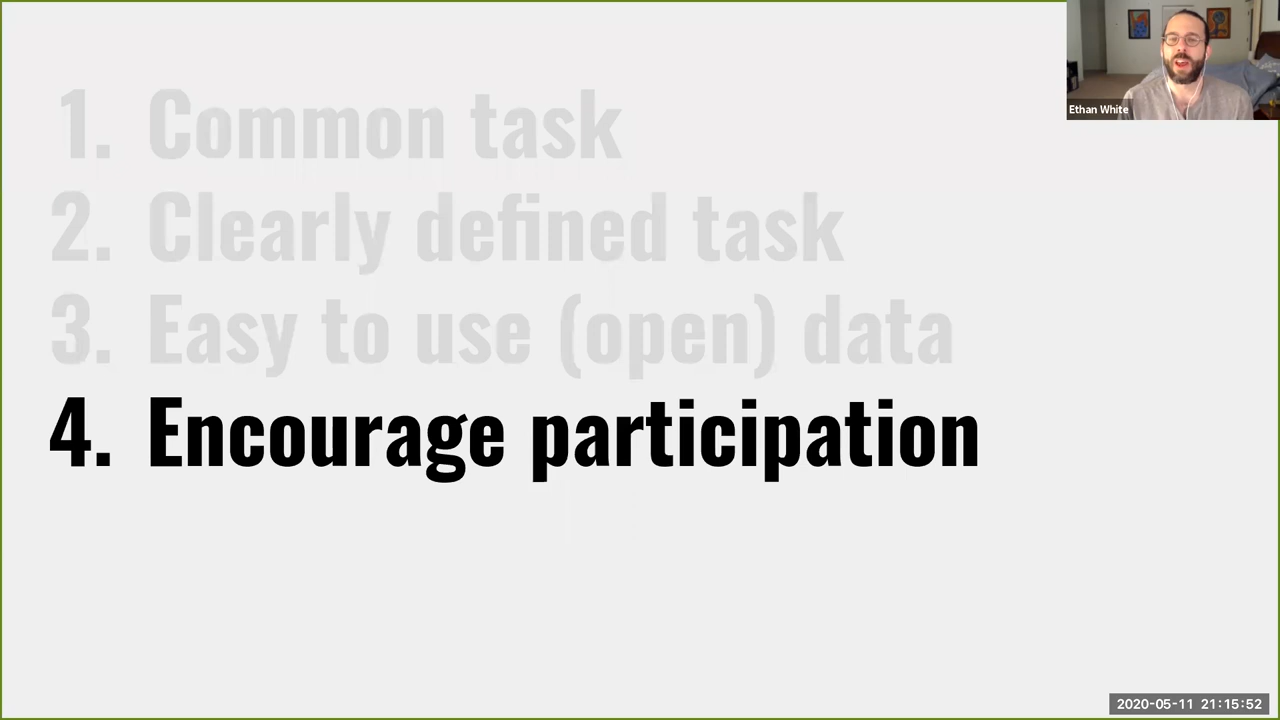 1. Common task
2. Clearly defined task
3. Easy to use (open) data
4. Encourage participation
Ethan White
2020-05-11 21:15:52